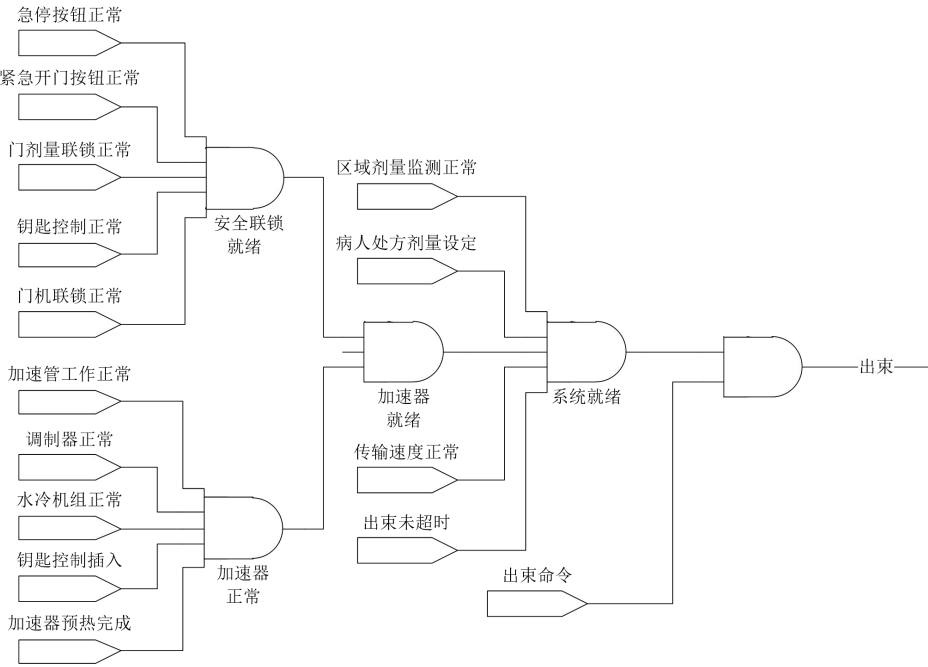 急停按钮正常
紧急开门按钮正常
门剂量联锁正常
钥匙控制正常
门机联锁正常
安全联锁
就绪
加速管工作正常
调制器正常
水冷机组正常
钥匙控制插入
加速器预热完成
加速器
正常
区域剂量监测正常
病人处方剂量设定
加速器
就绪
传输速度正常
出束未超时
系统就绪
出束命令
出束